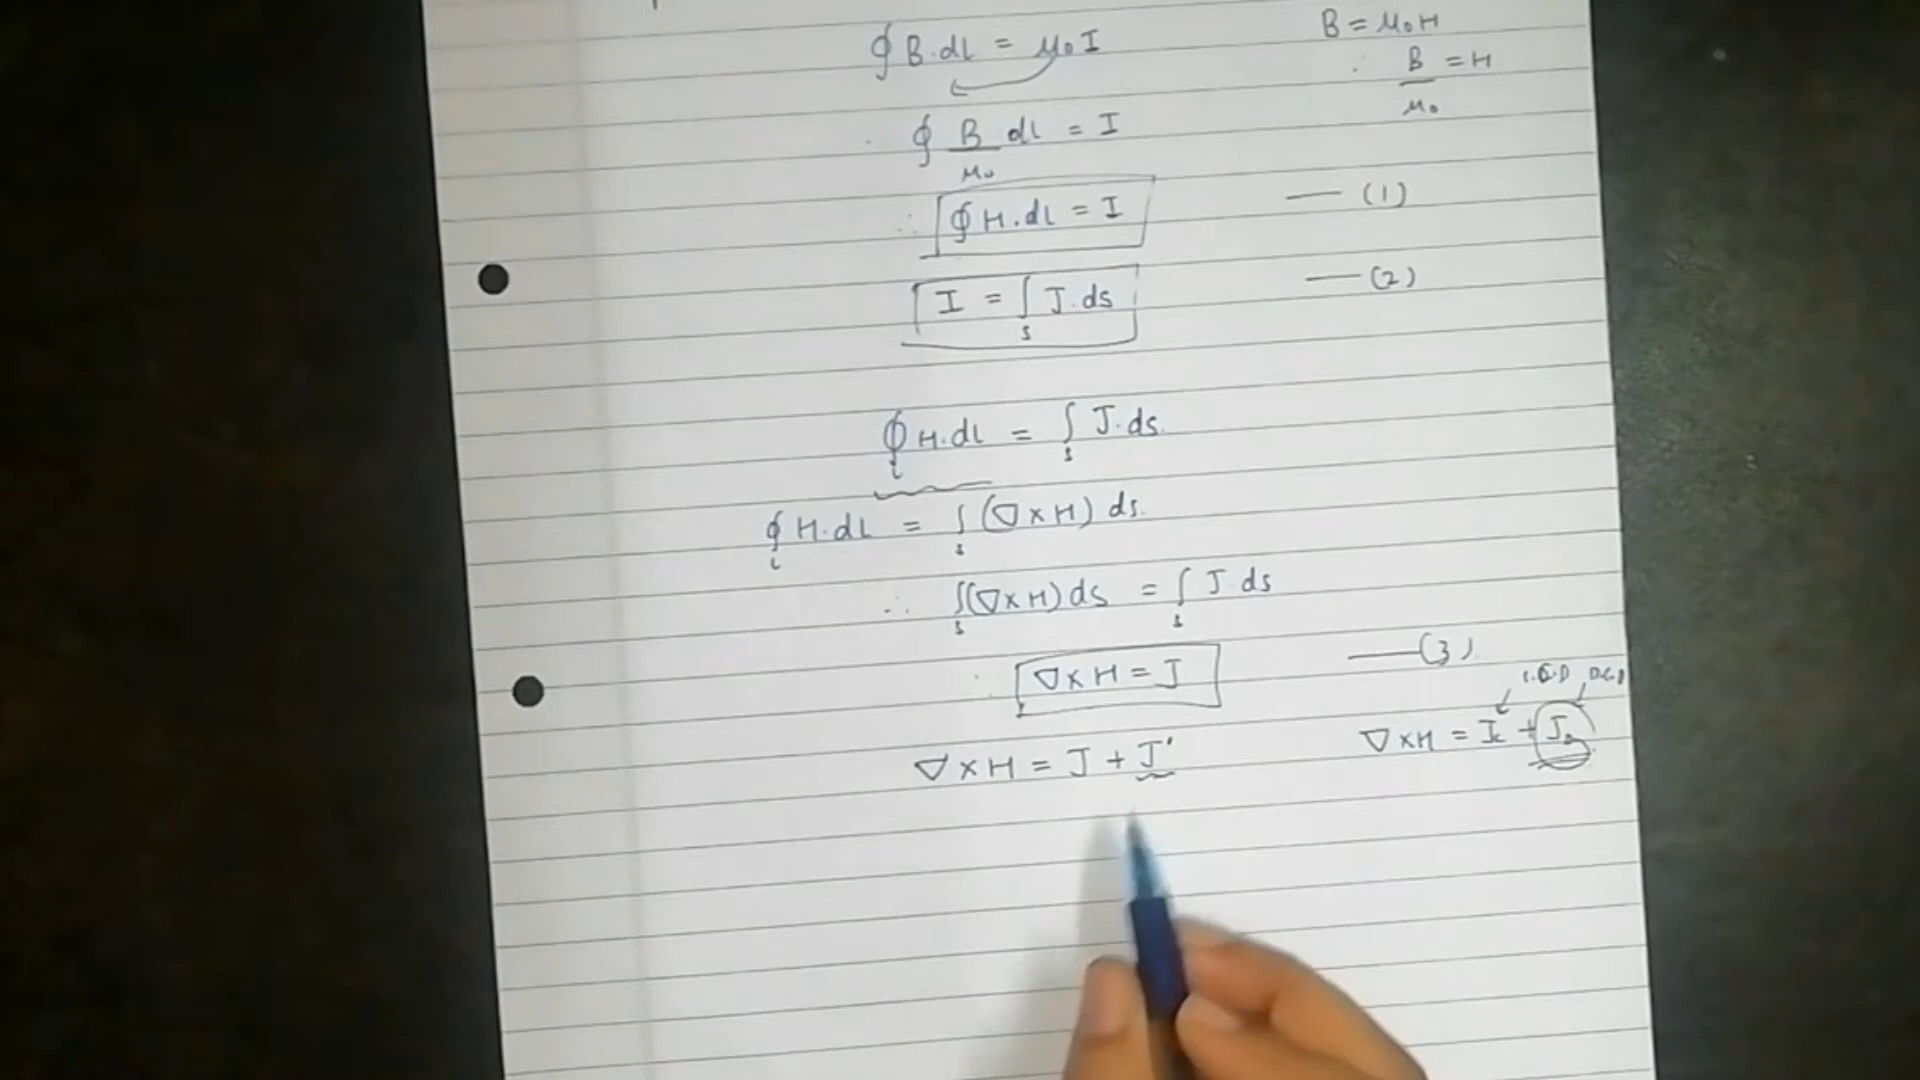 ∮ B.dl = μ₀I
B = μ₀H
∴ B/μ₀ = H
∴ ∮ B/μ₀ dl = I
∴ ∮ H.dl = I —— (1)
I = ∫s J.ds —— (2)
∮L H.dl = ∫s J.ds.
∮L H.dl = ∫s (∇×H) ds.
∴ ∫s (∇×H) ds = ∫s J.ds
∴ ∇×H = J —— (3)
∇×H = J + J'
∇×H = Jc + JD